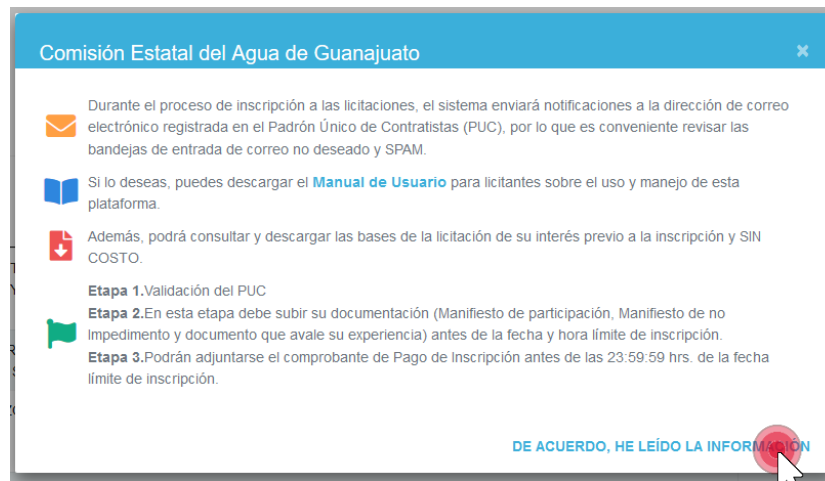 Comisión Estatal del Agua de Guanajuato ×
Durante el proceso de inscripción a las licitaciones, el sistema enviará notificaciones a la dirección de correo
electrónico registrada en el Padrón Único de Contratistas (PUC), por lo que es conveniente revisar las
bandejas de entrada de correo no deseado y SPAM.
Si lo deseas, puedes descargar el Manual de Usuario para licitantes sobre el uso y manejo de esta
plataforma.
Además, podrá consultar y descargar las bases de la licitación de su interés previo a la inscripción y SIN
COSTO.
Etapa 1.Validación del PUC
Etapa 2.En esta etapa debe subir su documentación (Manifiesto de participación, Manifiesto de no
Impedimento y documento que avale su experiencia) antes de la fecha y hora límite de inscripción.
Etapa 3.Podrán adjuntarse el comprobante de Pago de Inscripción antes de las 23:59:59 hrs. de la fecha
límite de inscripción.
DE ACUERDO, HE LEÍDO LA INFORMACIÓN